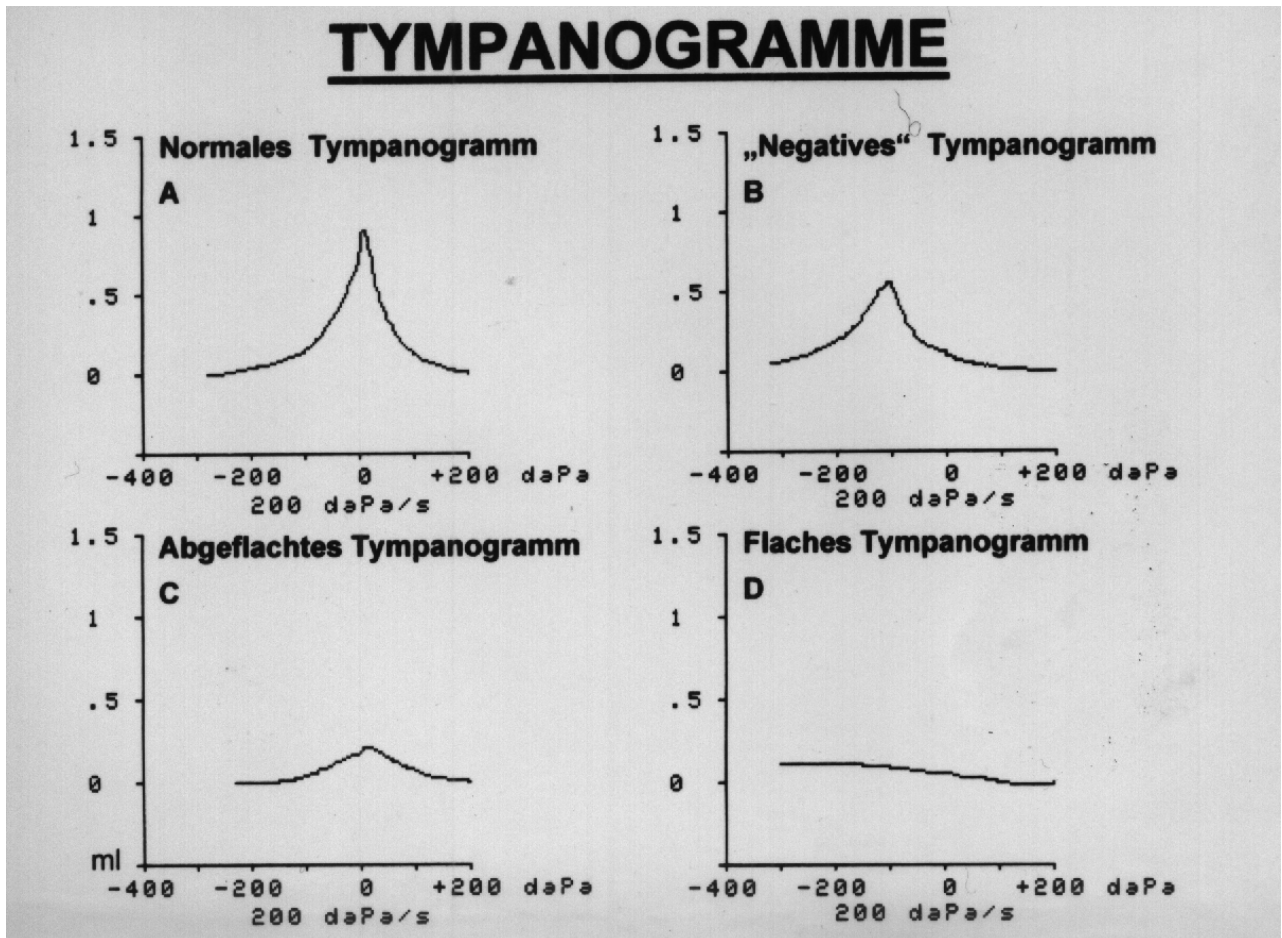 TYMPANOGRAMME
1.5
Normales Tympanogramm
A
1
.5
0
-400 -200 0 +200 daPa
200 daPa/s
1.5
„Negatives“ Tympanogramm
B
1
.5
0
-400 -200 0 +200 daPa
200 daPa/s
1.5
Abgeflachtes Tympanogramm
C
1
.5
0
ml
-400 -200 0 +200 daPa
200 daPa/s
1.5
Flaches Tympanogramm
D
1
.5
0
-400 -200 0 +200 daPa
200 daPa/s